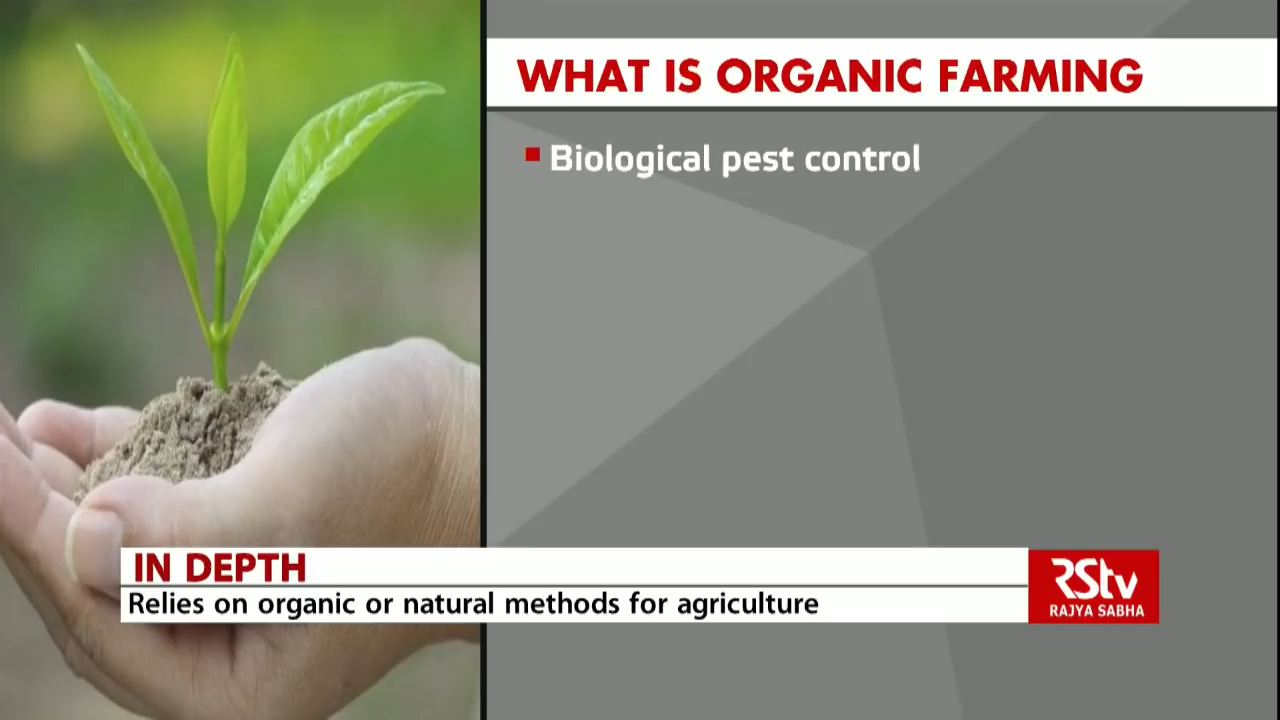 WHAT IS ORGANIC FARMING
Biological pest control
IN DEPTH
Relies on organic or natural methods for agriculture
RStv
RAJYA SABHA